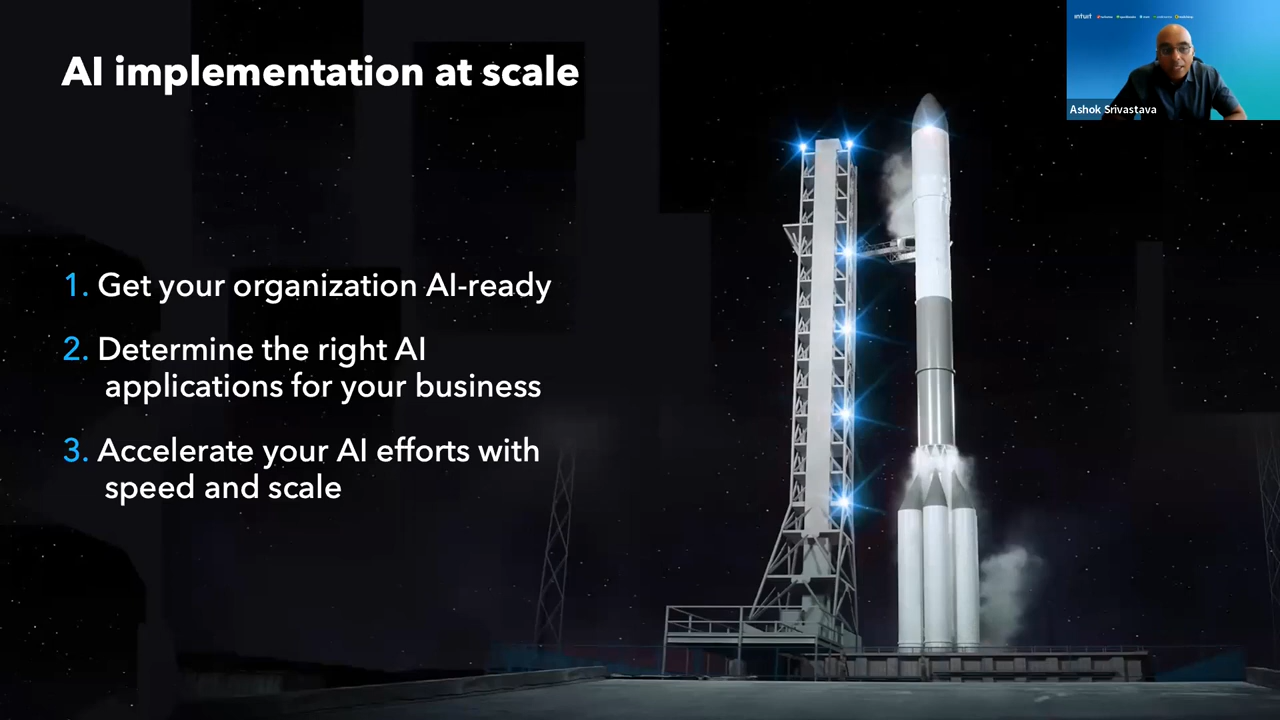 AI implementation at scale
1. Get your organization AI-ready
2. Determine the right AI
applications for your business
3. Accelerate your AI efforts with
speed and scale
intuit
Ashok Srivastava